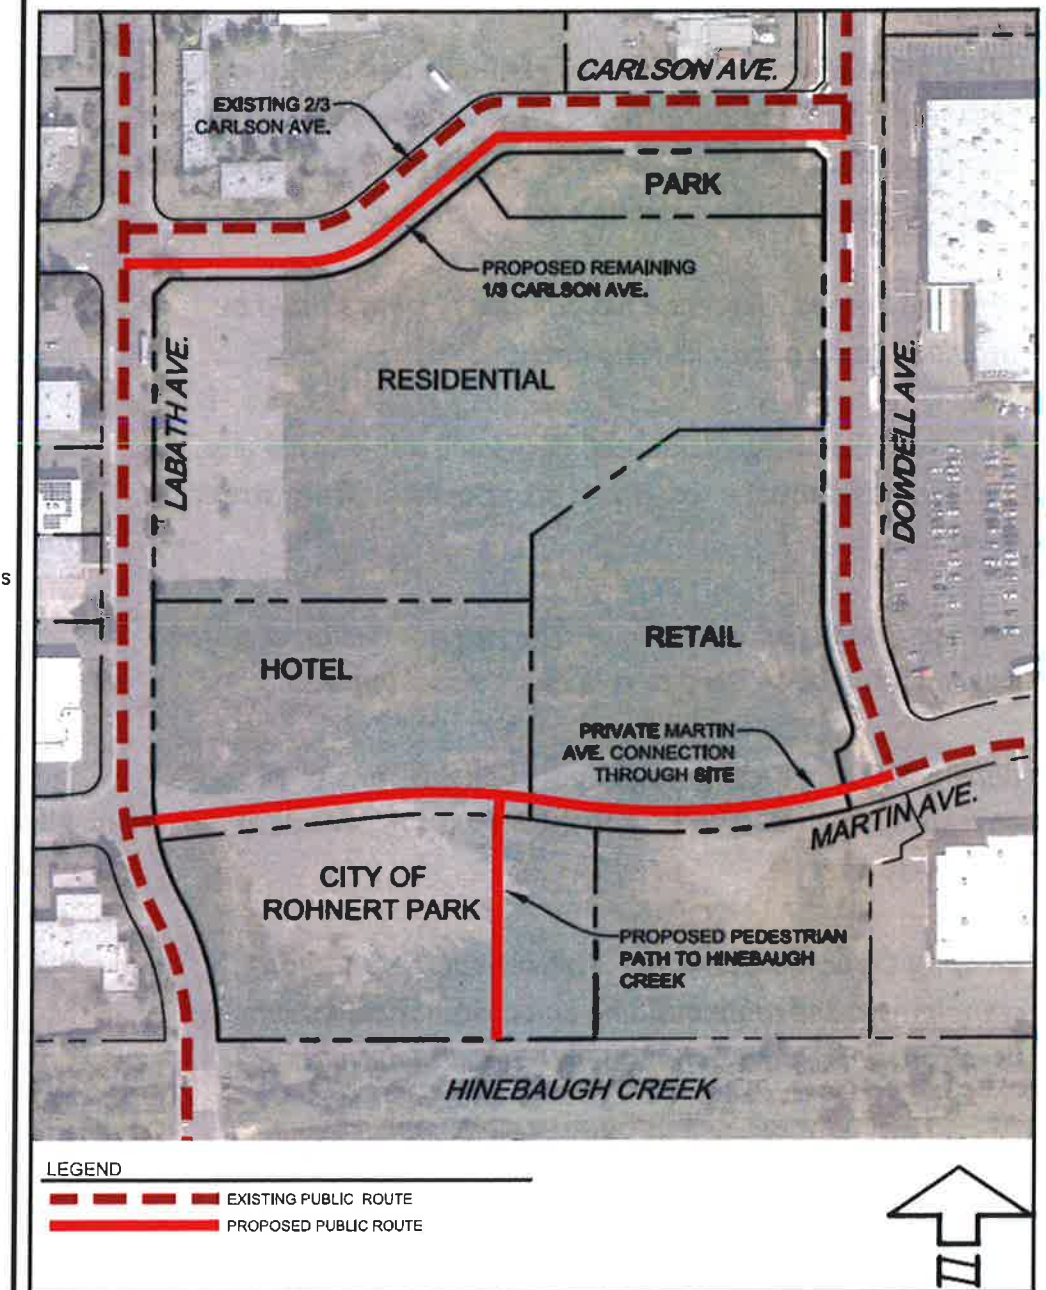 CARLSON AVE.
EXISTING 2/3
CARLSON AVE.
PARK
PROPOSED REMAINING
1/3 CARLSON AVE.
LABATH AVE.
RESIDENTIAL
DOWDELL AVE.
S
HOTEL
RETAIL
PRIVATE MARTIN
AVE. CONNECTION
THROUGH SITE
MARTIN AVE.
CITY OF
ROHNERT PARK
PROPOSED PEDESTRIAN
PATH TO HINEBAUGH
CREEK
HINEBAUGH CREEK
LEGEND
EXISTING PUBLIC ROUTE
PROPOSED PUBLIC ROUTE